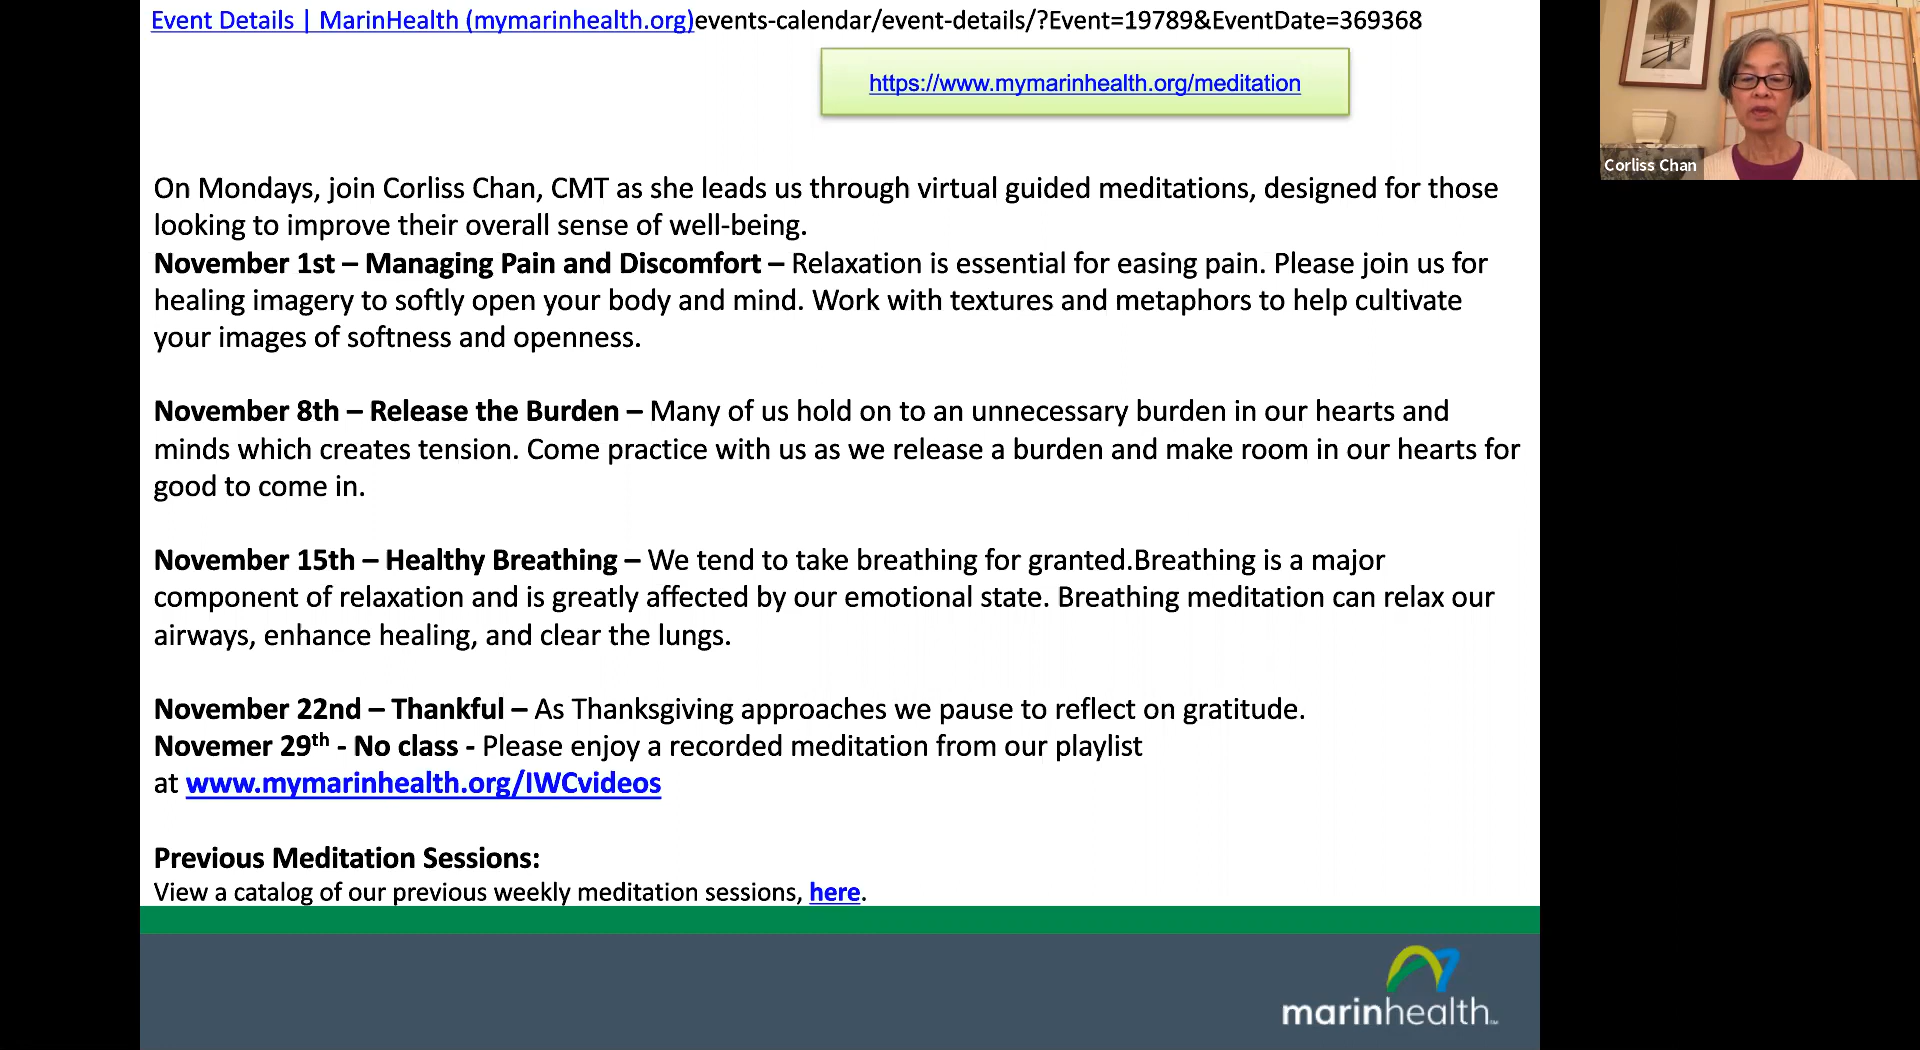 Event Details | MarinHealth (mymarinhealth.org)events-calendar/event-details/?Event=19789&EventDate=369368
https://www.mymarinhealth.org/meditation
Corliss Chan
On Mondays, join Corliss Chan, CMT as she leads us through virtual guided meditations, designed for those
looking to improve their overall sense of well-being.
November 1st – Managing Pain and Discomfort – Relaxation is essential for easing pain. Please join us for
healing imagery to softly open your body and mind. Work with textures and metaphors to help cultivate
your images of softness and openness.
November 8th – Release the Burden – Many of us hold on to an unnecessary burden in our hearts and
minds which creates tension. Come practice with us as we release a burden and make room in our hearts for
good to come in.
November 15th – Healthy Breathing – We tend to take breathing for granted.Breathing is a major
component of relaxation and is greatly affected by our emotional state. Breathing meditation can relax our
airways, enhance healing, and clear the lungs.
November 22nd – Thankful – As Thanksgiving approaches we pause to reflect on gratitude.
Novemer 29th - No class - Please enjoy a recorded meditation from our playlist
at www.mymarinhealth.org/IWCvideos
Previous Meditation Sessions:
View a catalog of our previous weekly meditation sessions, here.
marinhealth™